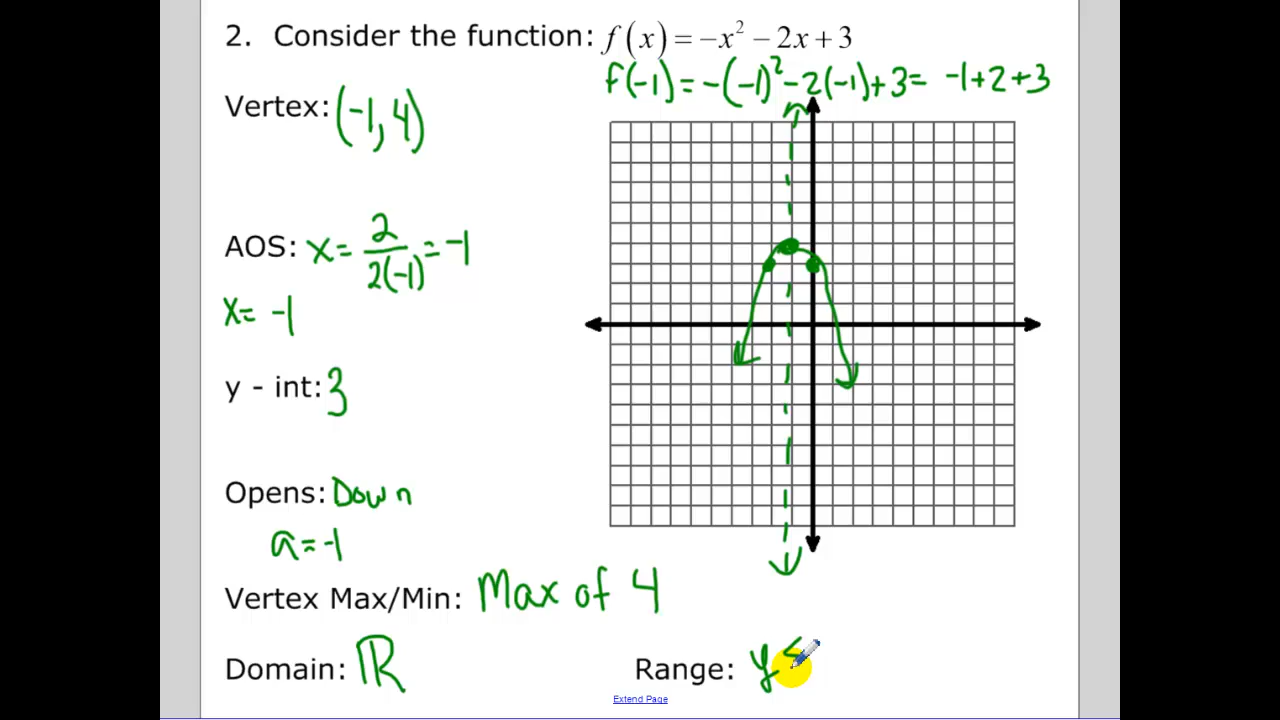 2. Consider the function: f(x) = −x² − 2x + 3
f(-1) = -(-1)² - 2(-1) + 3 = -1 + 2 + 3
Vertex: (-1, 4)
AOS: x = 2/2(-1) = -1
x = -1
y - int: 3
Opens: Down
a = -1
Vertex Max/Min: Max of 4
Domain: ℝ
Range: y ≤
Extend Page